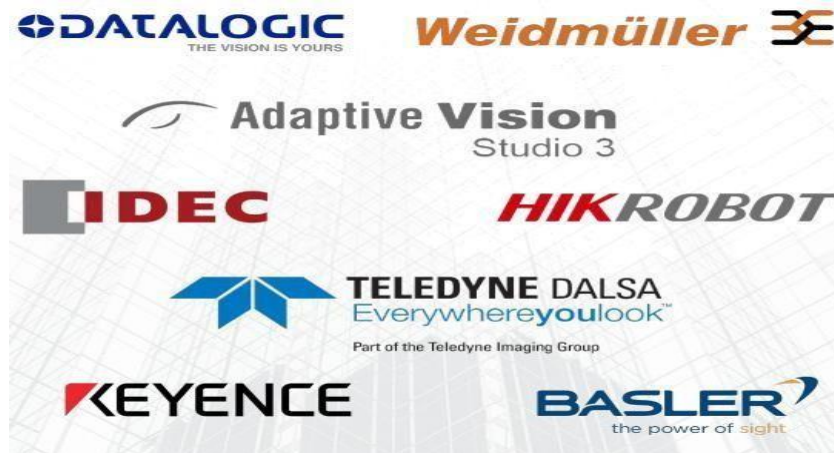 DATALOGIC
THE VISION IS YOURS
Weidmüller
Adaptive Vision
Studio 3
IDEC
HIKROBOT
TELEDYNE DALSA
Everywhereyoulook™
Part of the Teledyne Imaging Group
KEYENCE
BASLER
the power of sight